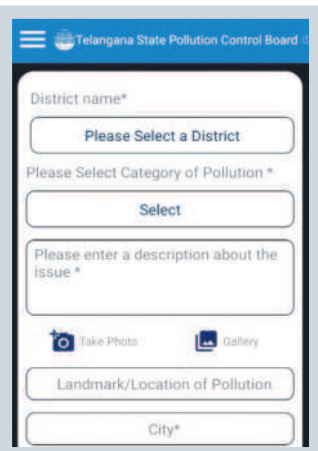 Telangana State Pollution Control Board
District name*
Please Select a District
Please Select Category of Pollution *
Select
Please enter a description about the
issue *
Take Photo
Gallery
Landmark/Location of Pollution
City*